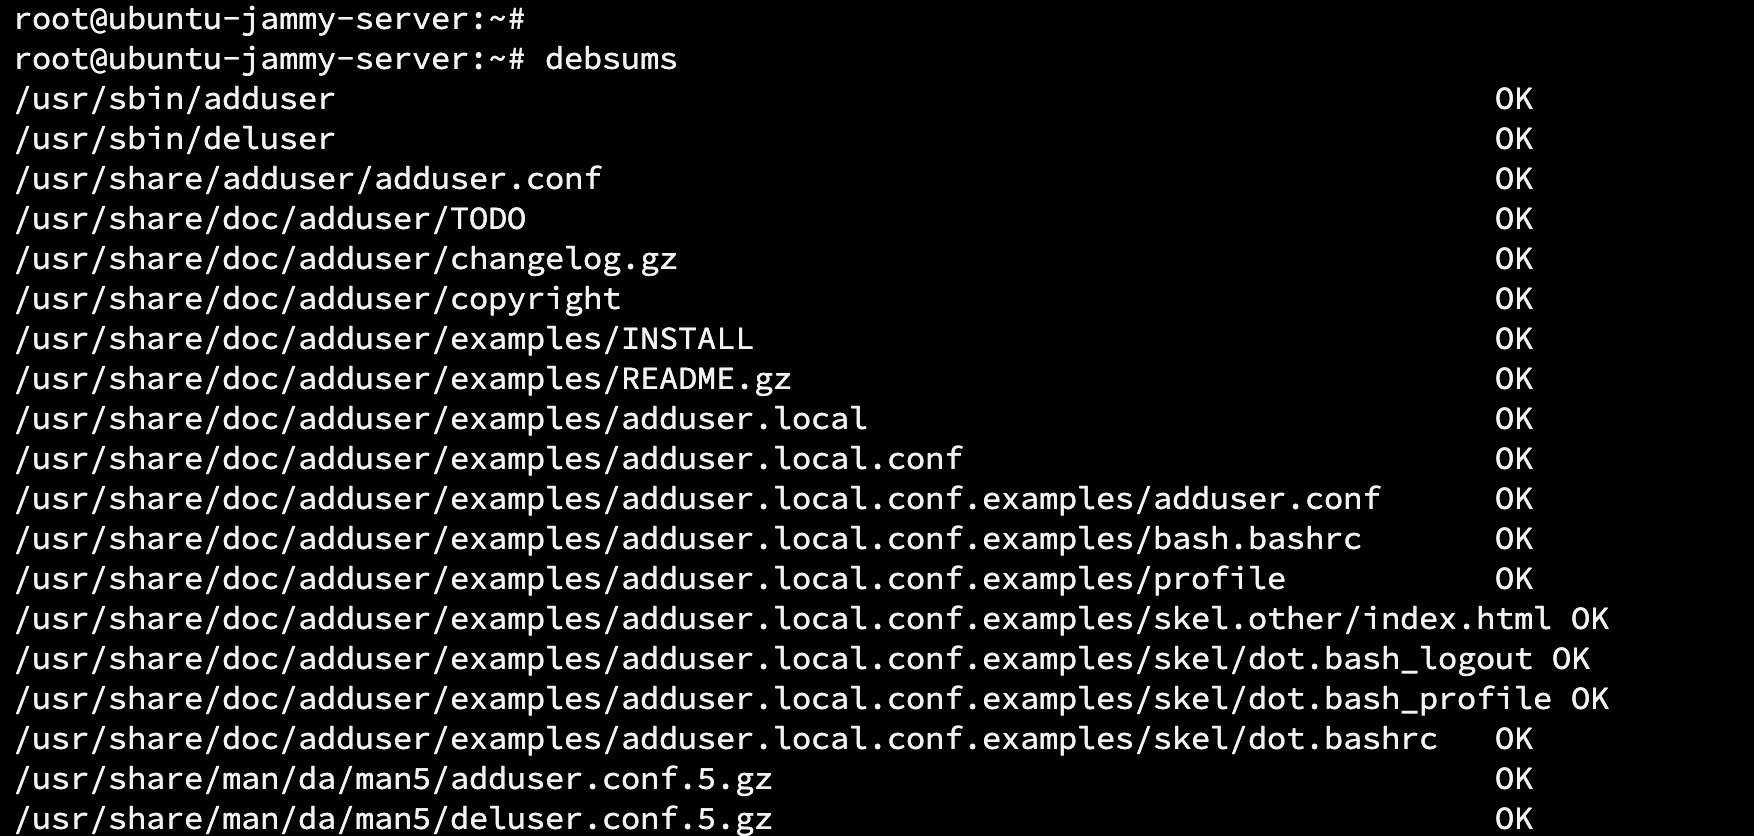 root@ubuntu-jammy-server:~#
root@ubuntu-jammy-server:~# debsums
/usr/sbin/adduser OK
/usr/sbin/deluser OK
/usr/share/adduser/adduser.conf OK
/usr/share/doc/adduser/TODO OK
/usr/share/doc/adduser/changelog.gz OK
/usr/share/doc/adduser/copyright OK
/usr/share/doc/adduser/examples/INSTALL OK
/usr/share/doc/adduser/examples/README.gz OK
/usr/share/doc/adduser/examples/adduser.local OK
/usr/share/doc/adduser/examples/adduser.local.conf OK
/usr/share/doc/adduser/examples/adduser.local.conf.examples/adduser.conf OK
/usr/share/doc/adduser/examples/adduser.local.conf.examples/bash.bashrc OK
/usr/share/doc/adduser/examples/adduser.local.conf.examples/profile OK
/usr/share/doc/adduser/examples/adduser.local.conf.examples/skel.other/index.html OK
/usr/share/doc/adduser/examples/adduser.local.conf.examples/skel/dot.bash_logout OK
/usr/share/doc/adduser/examples/adduser.local.conf.examples/skel/dot.bash_profile OK
/usr/share/doc/adduser/examples/adduser.local.conf.examples/skel/dot.bashrc OK
/usr/share/man/da/man5/adduser.conf.5.gz OK
/usr/share/man/da/man5/deluser.conf.5.gz OK